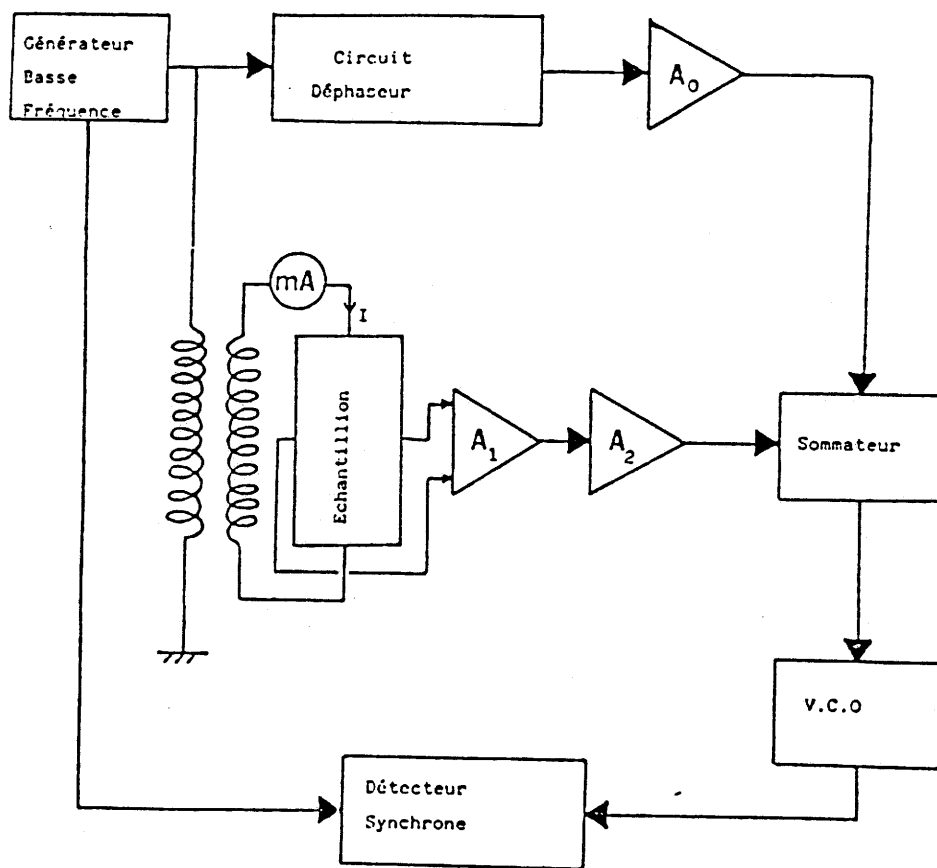 Générateur
Basse
Fréquence
Circuit
Déphaseur
A₀
mA
I
Echantillion
A₁
A₂
Sommateur
V.C.O
Détecteur
Synchrone